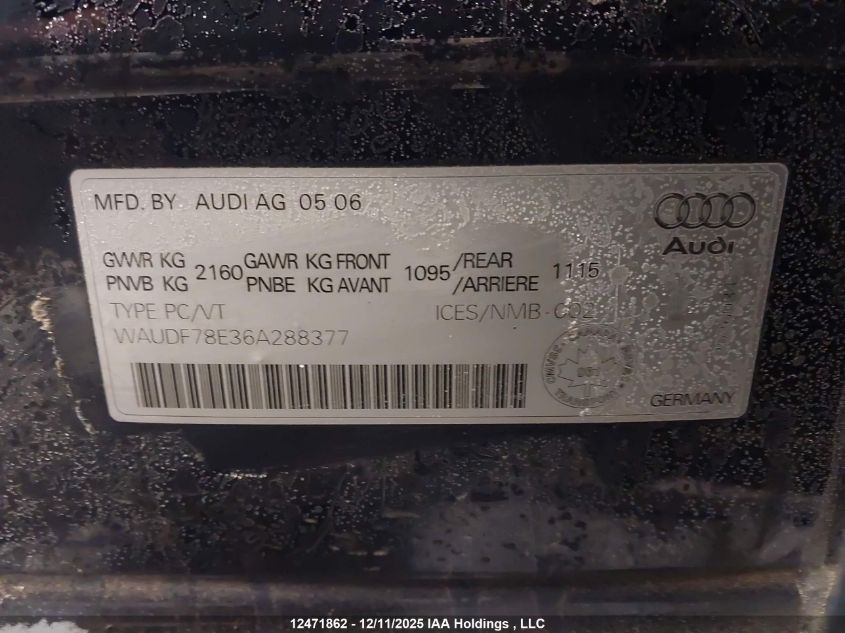 MFD. BY AUDI AG 05 06
Audi
GVWR KG 2160 GAWR KG FRONT 1095 /REAR 1115
PNVB KG PNBE KG AVANT /ARRIERE
TYPE PC/VT ICES/NMB-002
WAUDF78E36A288377
GERMANY
12471862 - 12/11/2025 IAA Holdings , LLC